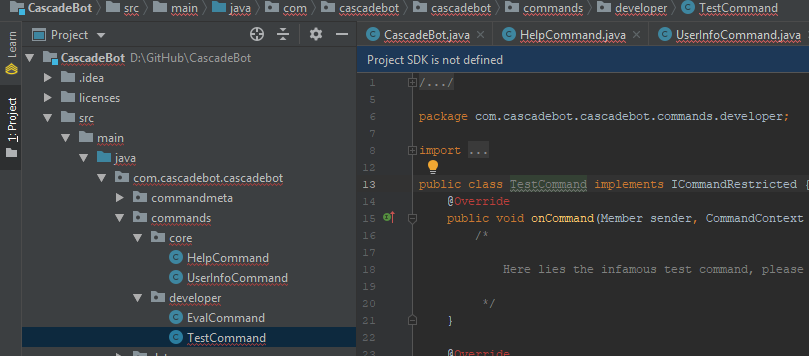 CascadeBot src main java com cascadebot cascadebot commands developer TestCommand
Learn
1: Project
Project
CascadeBot.java HelpCommand.java UserInfoCommand.java
CascadeBot D:\GitHub\CascadeBot
.idea
licenses
src
main
java
com.cascadebot.cascadebot
commandmeta
commands
core
HelpCommand
UserInfoCommand
developer
EvalCommand
TestCommand
Project SDK is not defined
1 /.../
5
6 package com.cascadebot.cascadebot.commands.developer;
7
8 import ...
12
13 public class TestCommand implements ICommandRestricted {
14 @Override
15 public void onCommand(Member sender, CommandContext
16 /*
17
18 Here lies the infamous test command, please
19
20 */
21 }
22
23 @Override